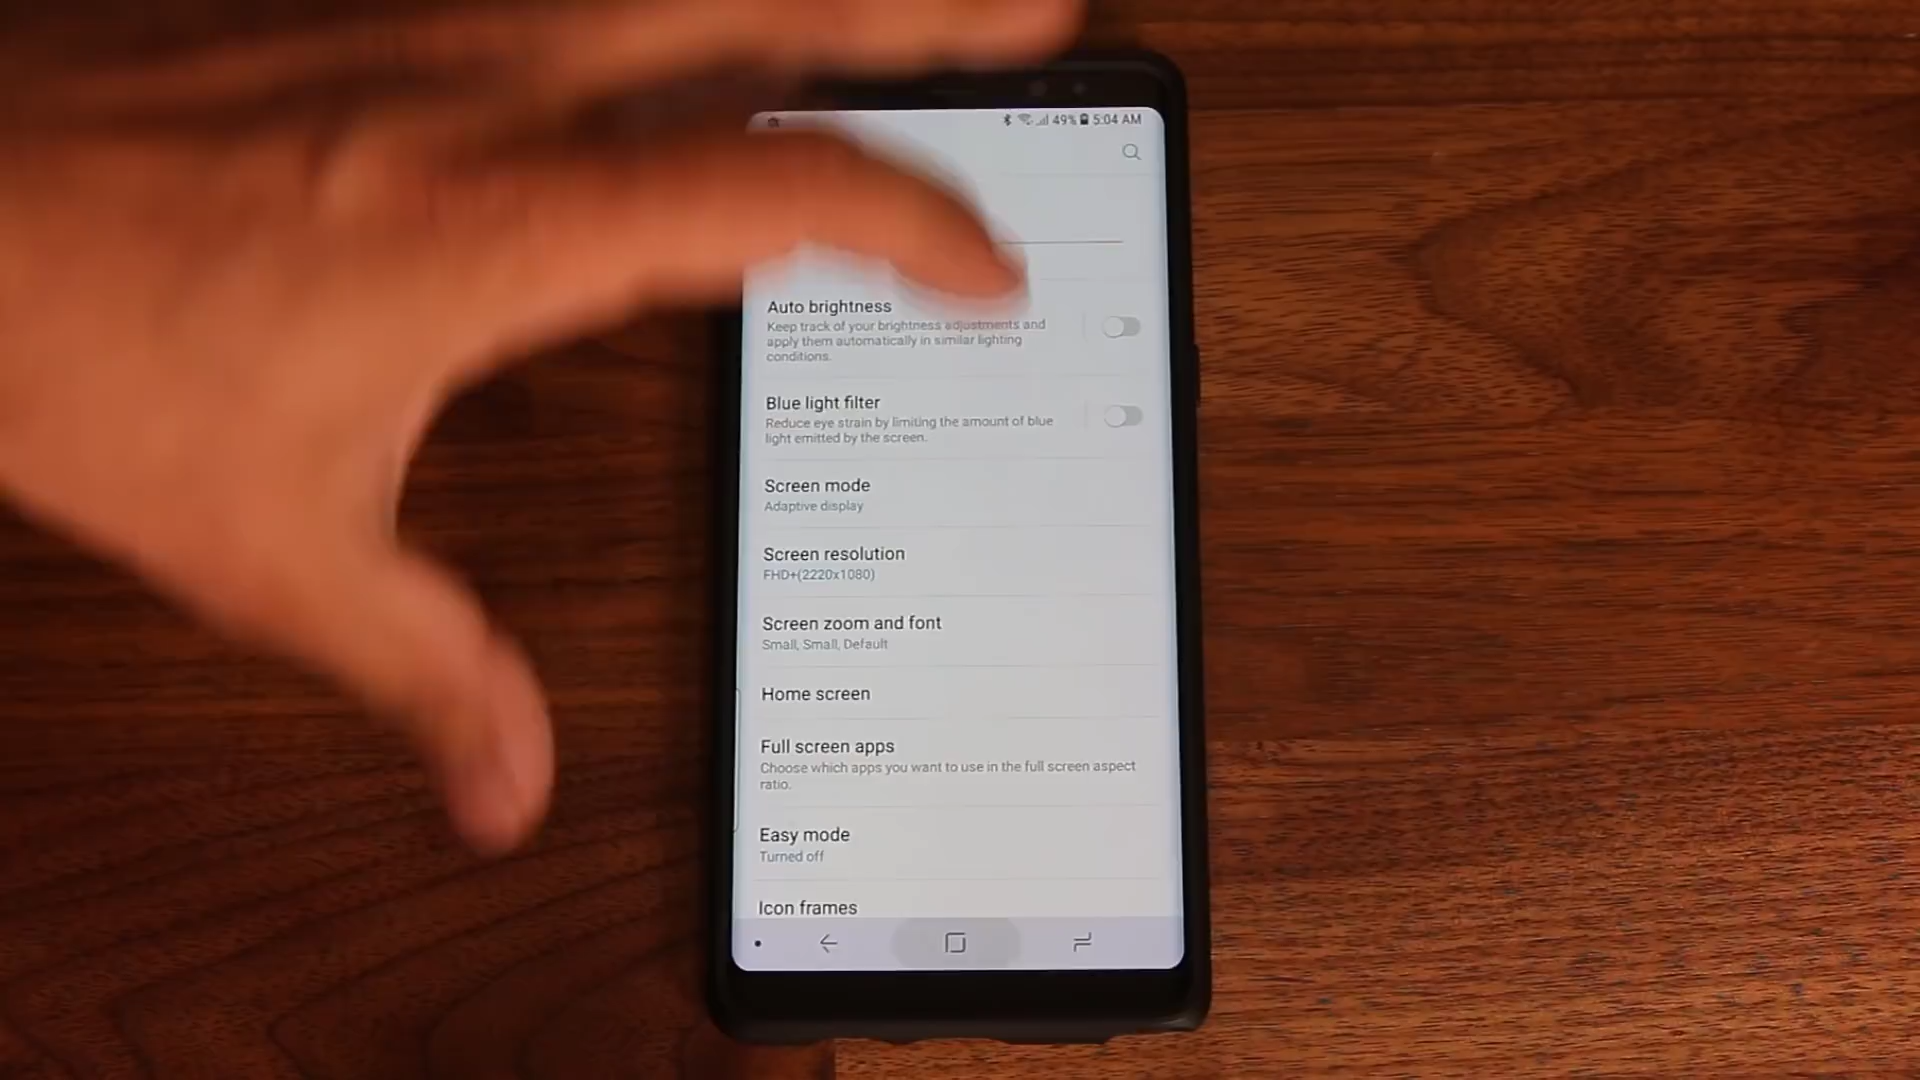 49% 5:04 AM
Auto brightness
Keep track of your brightness adjustments and
apply them automatically in similar lighting
conditions.
Blue light filter
Reduce eye strain by limiting the amount of blue
light emitted by the screen.
Screen mode
Adaptive display
Screen resolution
FHD+(2220x1080)
Screen zoom and font
Small, Small, Default
Home screen
Full screen apps
Choose which apps you want to use in the full screen aspect
ratio.
Easy mode
Turned off
Icon frames